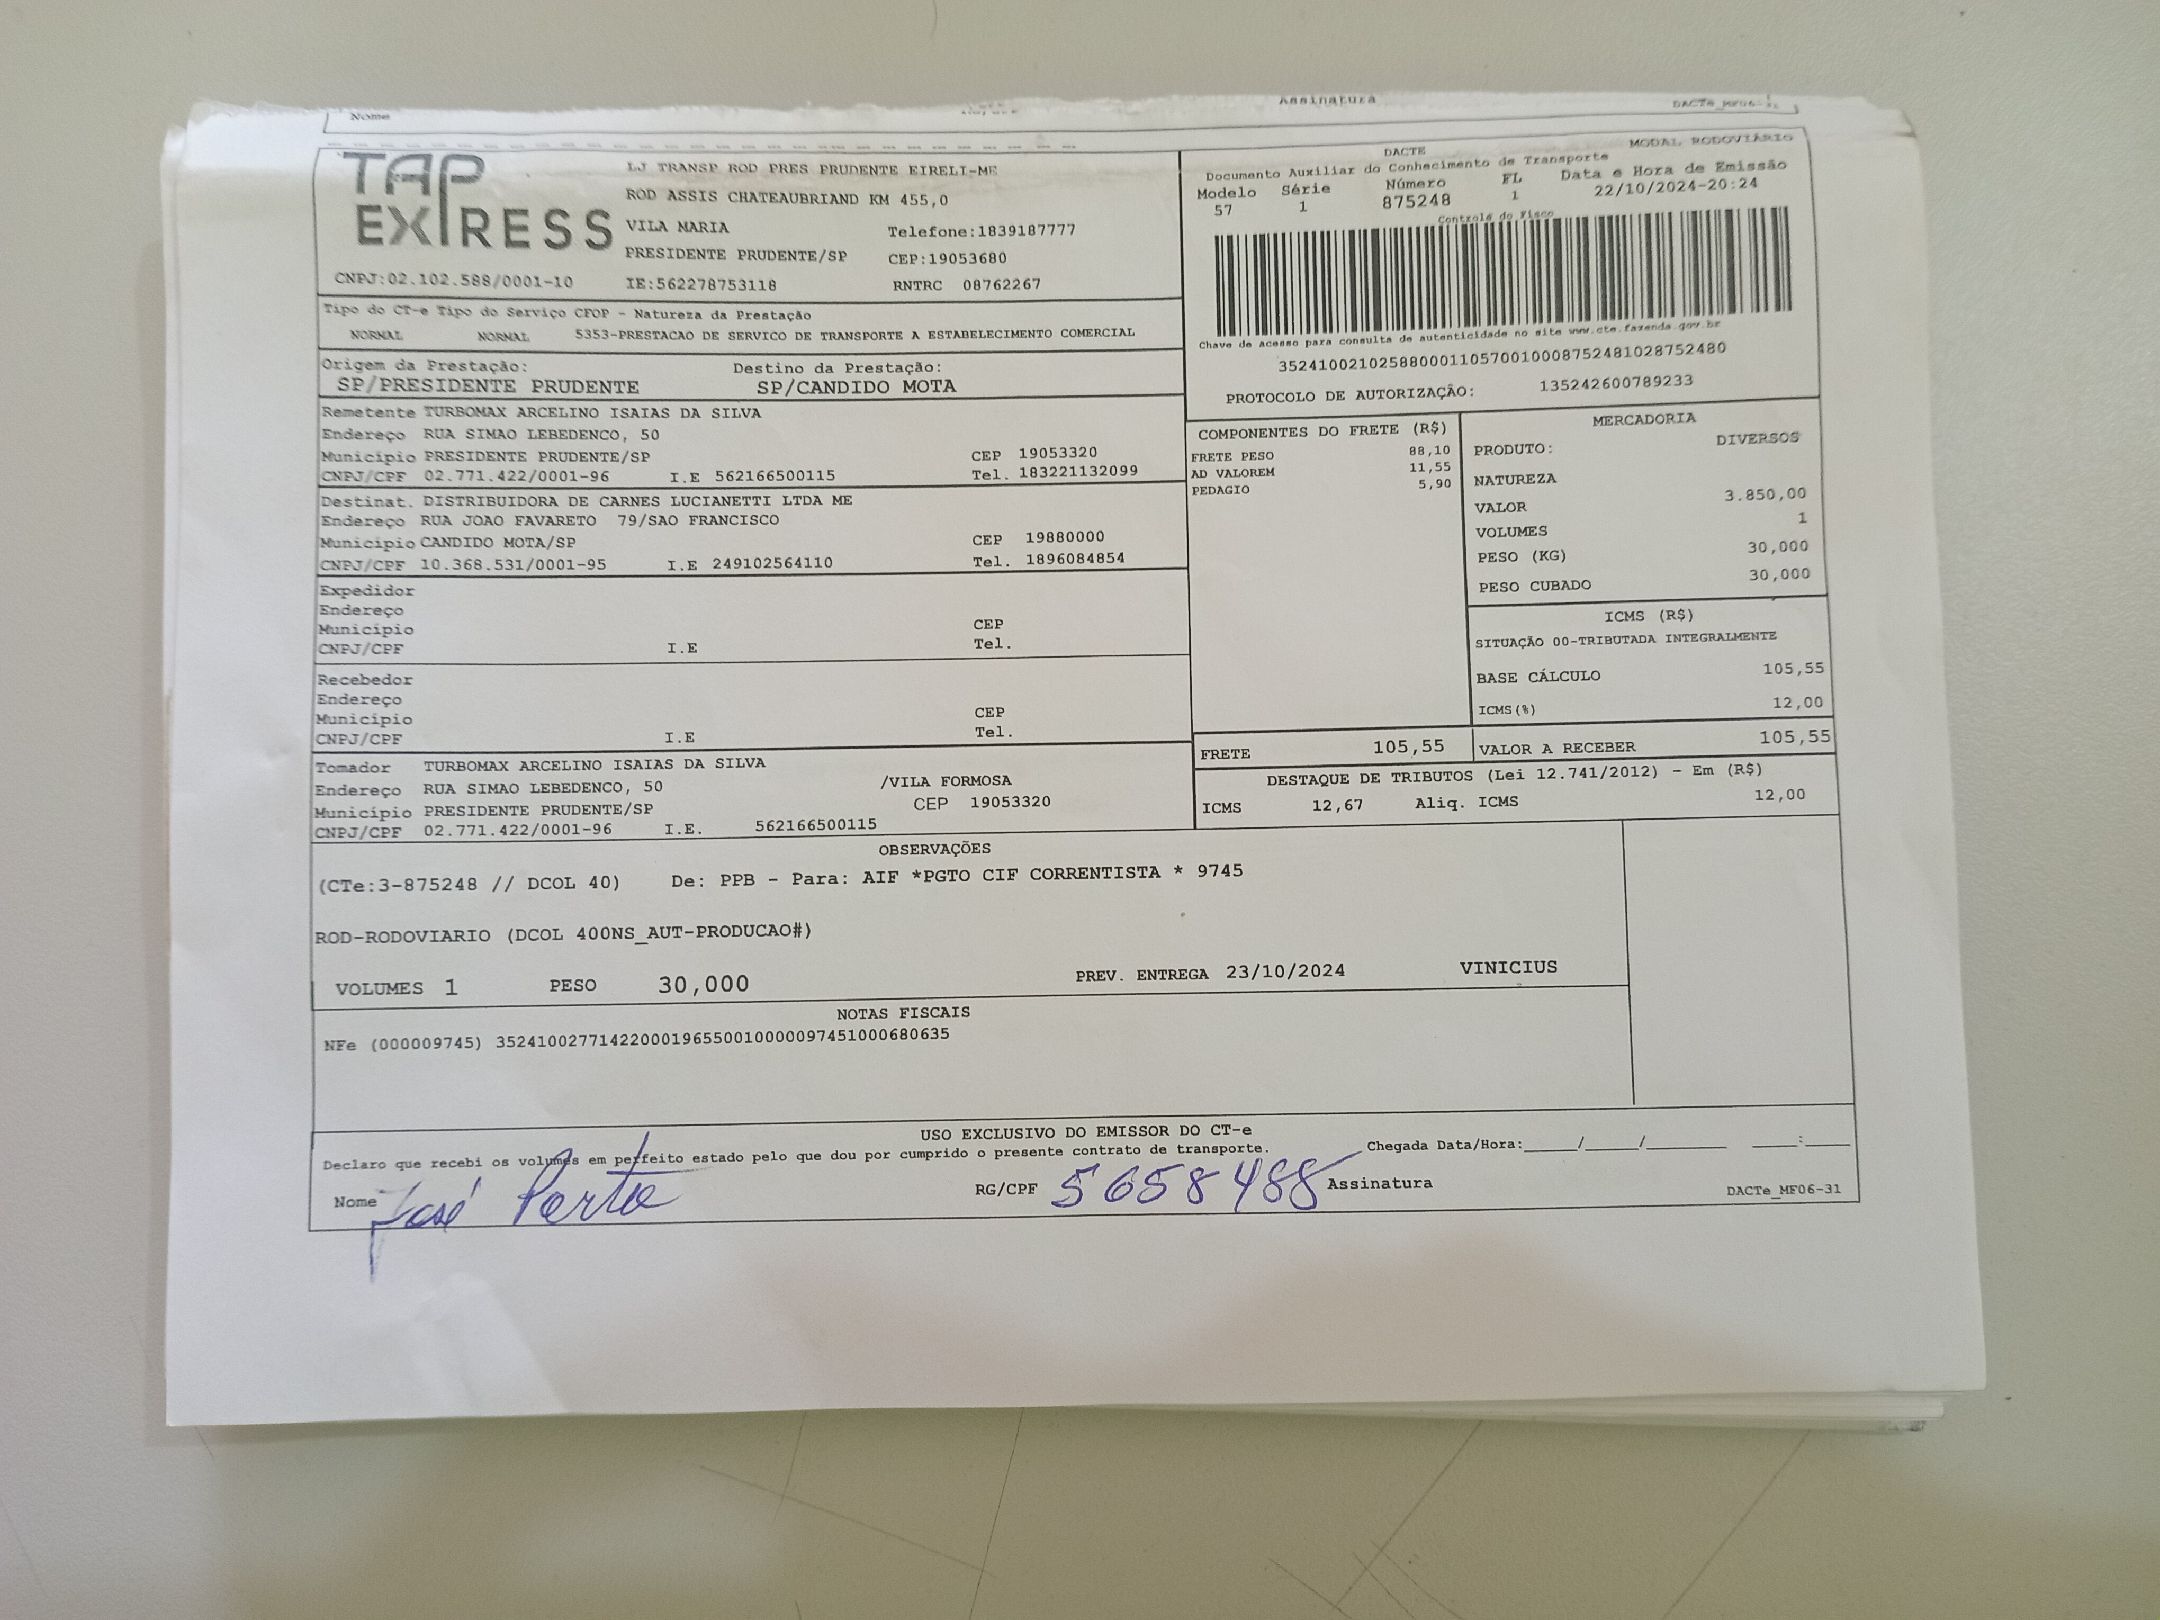 Nome
Assinatura
DACTe_MF06-31
TAP EXPRESS
LJ TRANSP ROD PRES PRUDENTE EIRELI-ME
ROD ASSIS CHATEAUBRIAND KM 455,0
VILA MARIA Telefone:1839187777
PRESIDENTE PRUDENTE/SP CEP:19053680
CNPJ:02.102.588/0001-10 IE:562278753118 RNTRC 08762267
DACTE MODAL RODOVIÁRIO
Documento Auxiliar do Conhecimento de Transporte
Modelo Série Número FL Data e Hora de Emissão
57 1 875248 1 22/10/2024-20:24
Controle do Fisco
Chave de acesso para consulta de autenticidade no site www.cte.fazenda.gov.br
35241002102588000110570010008752481028752480
PROTOCOLO DE AUTORIZAÇÃO: 135242600789233
Tipo do CT-e Tipo do Serviço CFOP - Natureza da Prestação
NORMAL NORMAL 5353-PRESTACAO DE SERVICO DE TRANSPORTE A ESTABELECIMENTO COMERCIAL
Origem da Prestação: Destino da Prestação:
SP/PRESIDENTE PRUDENTE SP/CANDIDO MOTA
Remetente TURBOMAX ARCELINO ISAIAS DA SILVA
Endereço RUA SIMAO LEBEDENCO, 50
Município PRESIDENTE PRUDENTE/SP CEP 19053320
CNPJ/CPF 02.771.422/0001-96 I.E 562166500115 Tel. 183221132099
Destinat. DISTRIBUIDORA DE CARNES LUCIANETTI LTDA ME
Endereço RUA JOAO FAVARETO 79/SAO FRANCISCO
Município CANDIDO MOTA/SP CEP 19880000
CNPJ/CPF 10.368.531/0001-95 I.E 249102564110 Tel. 1896084854
Expedidor
Endereço
Município CEP
CNPJ/CPF I.E Tel.
Recebedor
Endereço
Município CEP
CNPJ/CPF I.E Tel.
Tomador TURBOMAX ARCELINO ISAIAS DA SILVA
Endereço RUA SIMAO LEBEDENCO, 50 /VILA FORMOSA
Município PRESIDENTE PRUDENTE/SP CEP 19053320
CNPJ/CPF 02.771.422/0001-96 I.E. 562166500115
COMPONENTES DO FRETE (R$)
FRETE PESO 88,10
AD VALOREM 11,55
PEDAGIO 5,90
MERCADORIA
PRODUTO: DIVERSOS
NATUREZA
VALOR 3.850,00
VOLUMES 1
PESO (KG) 30,000
PESO CUBADO 30,000
ICMS (R$)
SITUAÇÃO 00-TRIBUTADA INTEGRALMENTE
BASE CÁLCULO 105,55
ICMS(%) 12,00
FRETE 105,55 VALOR A RECEBER 105,55
DESTAQUE DE TRIBUTOS (Lei 12.741/2012) - Em (R$)
ICMS 12,67 Aliq. ICMS 12,00
OBSERVAÇÕES
(CTe:3-875248 // DCOL 40) De: PPB - Para: AIF *PGTO CIF CORRENTISTA * 9745
ROD-RODOVIARIO (DCOL 400NS_AUT-PRODUCAO#)
VOLUMES 1 PESO 30,000 PREV. ENTREGA 23/10/2024 VINICIUS
NOTAS FISCAIS
NFe (000009745) 35241002771422000196550010000097451000680635
USO EXCLUSIVO DO EMISSOR DO CT-e
Declaro que recebi os volumes em perfeito estado pelo que dou por cumprido o presente contrato de transporte. Chegada Data/Hora:_____/_____/_______ ____:____
Nome José RG/CPF 5658488 Assinatura DACTe_MF06-31